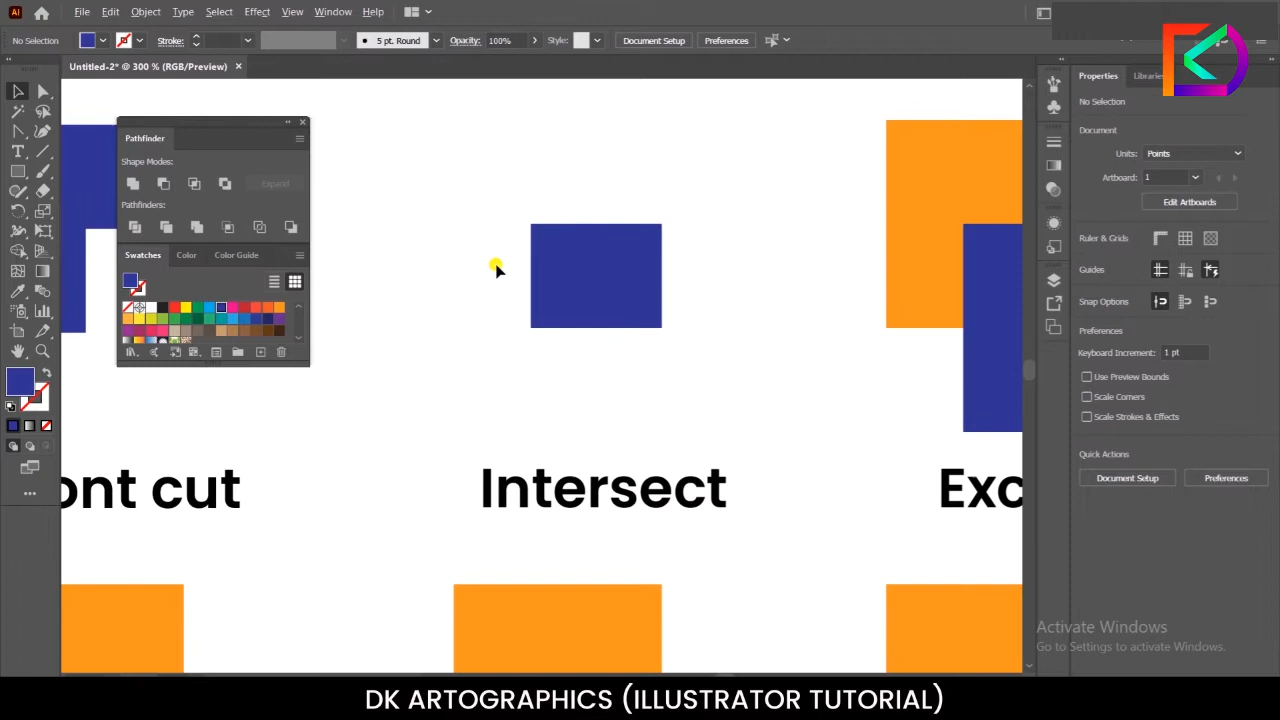 Ai File Edit Object Type Select Effect View Window Help
No Selection Stroke: 5 pt. Round Opacity: 100% Style: Document Setup Preferences
Untitled-2* @ 300 % (RGB/Preview) ×
Properties Libraries
No Selection
Document
Units: Points
Artboard: 1
Edit Artboards
Ruler & Grids
Guides
Snap Options
Preferences
Keyboard Increment: 1 pt
Use Preview Bounds
Scale Corners
Scale Strokes & Effects
Quick Actions
Document Setup Preferences
Pathfinder
Shape Modes:
Expand
Pathfinders:
Swatches Color Color Guide
ont cut
Intersect
Exc
Activate Windows
Go to Settings to activate Windows.
DK ARTOGRAPHICS (ILLUSTRATOR TUTORIAL)